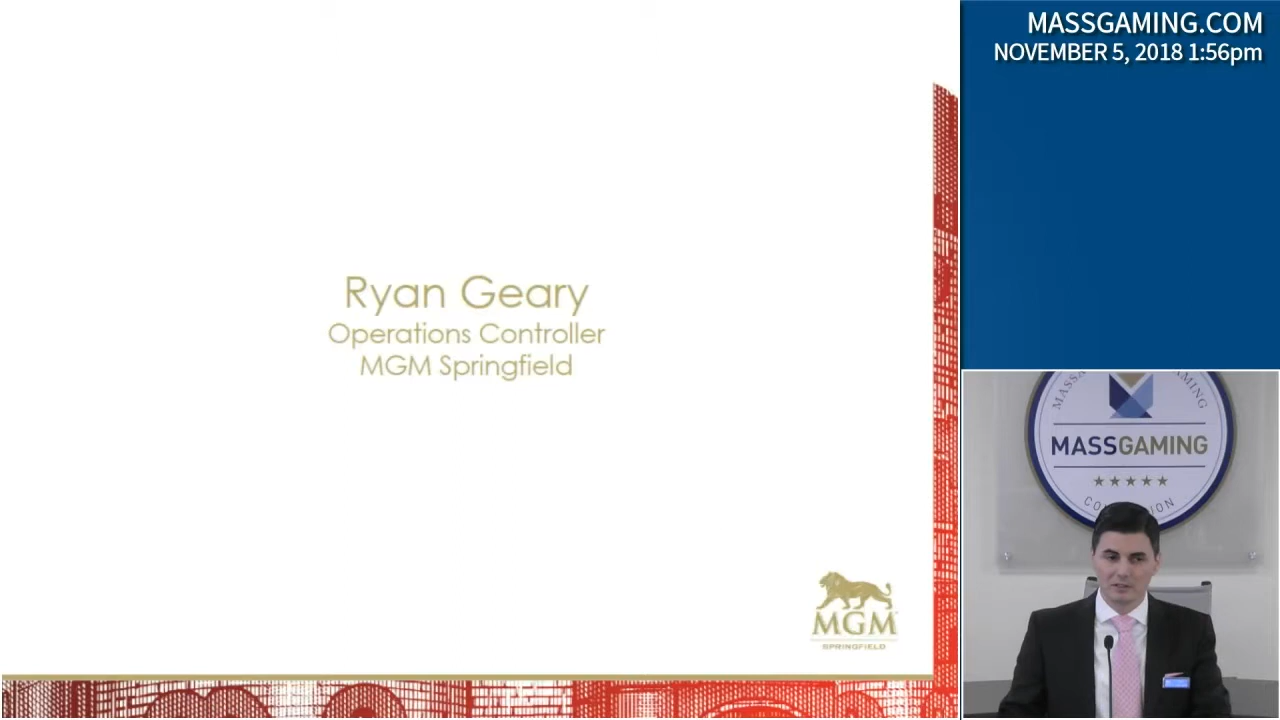 MASSGAMING.COM
NOVEMBER 5, 2018 1:56pm
Ryan Geary
Operations Controller
MGM Springfield
MGM
SPRINGFIELD
MASSGAMING